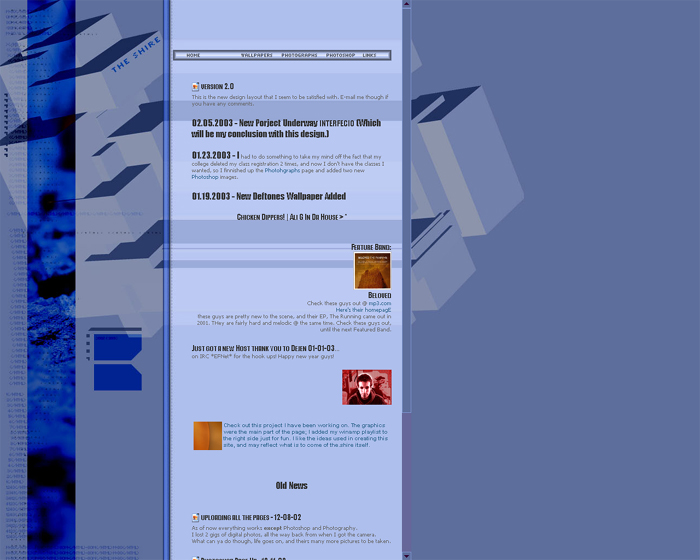 THE SHIRE
HOME WALLPAPERS PHOTOGRAPHS PHOTOSHOP LINKS
VERSION 2.0
This is the new design layout that I seem to be satisfied with. E-mail me though if
you have any comments.
02.05.2003 - New Porject Underway INTERFECIO (Which
will be my conclusion with this design.)
01.23.2003 - I had to do something to take my mind off the fact that my
college deleted my class registration 2 times, and now I don't have the classes I
wanted, so I finnished up the Photohgraphs page and added two new
Photoshop images.
01.19.2003 - New Deftones Wallpaper Added
Chicken Dippers! | Ali G In Da House > *
Feature Band:
Beloved
Check these guys out @ mp3.com
Here's their homepagE
these guys are pretty new to the scene, and their EP, The Running came out in
2001. THey are fairly hard and melodic @ the same time. Check these guys out,
until the next Featured Band.
Just got a new Host thank you to Dejen 01-01-03...
on IRC *EFNet* for the hook ups! Happy new year guys!
Check out this project I have been working on. The graphics
were the main part of the page; I added my winamp playlist to
the right side just for fun. I like the ideas used in creating this
site, and may reflect what is to come of the shire itself.
Old News
UPLOADING ALL THE PAGES - 12-08-02
As of now everything works except Photoshop and Photography.
I lost 2 gigs of digital photos, all the way back from when I got the camera.
What can ya do though, life goes on, and theirs many more pictures to be taken.